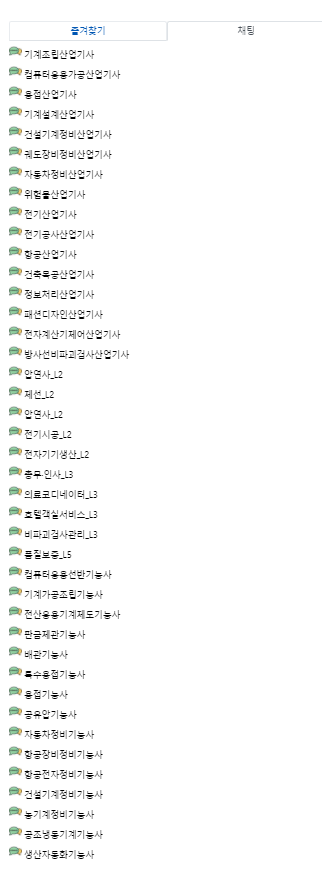 즐겨찾기
채팅
기계조립산업기사
컴퓨터응용가공산업기사
용접산업기사
기계설계산업기사
건설기계정비산업기사
궤도장비정비산업기사
자동차정비산업기사
위험물산업기사
전기산업기사
전기공사산업기사
항공산업기사
건축목공산업기사
정보처리산업기사
패션디자인산업기사
전자계산기제어산업기사
방사선비파괴검사산업기사
압연사_L2
제선_L2
압연사_L2
전기시공_L2
전자기기생산_L2
총무·인사_L3
의료코디네이터_L3
호텔객실서비스_L3
비파괴검사관리_L3
품질보증_L5
컴퓨터응용선반기능사
기계가공조립기능사
전산응용기계제도기능사
판금제관기능사
배관기능사
특수용접기능사
용접기능사
공유압기능사
자동차정비기능사
항공장비정비기능사
항공전자정비기능사
건설기계정비기능사
농기계정비기능사
공조냉동기계기능사
생산자동화기능사